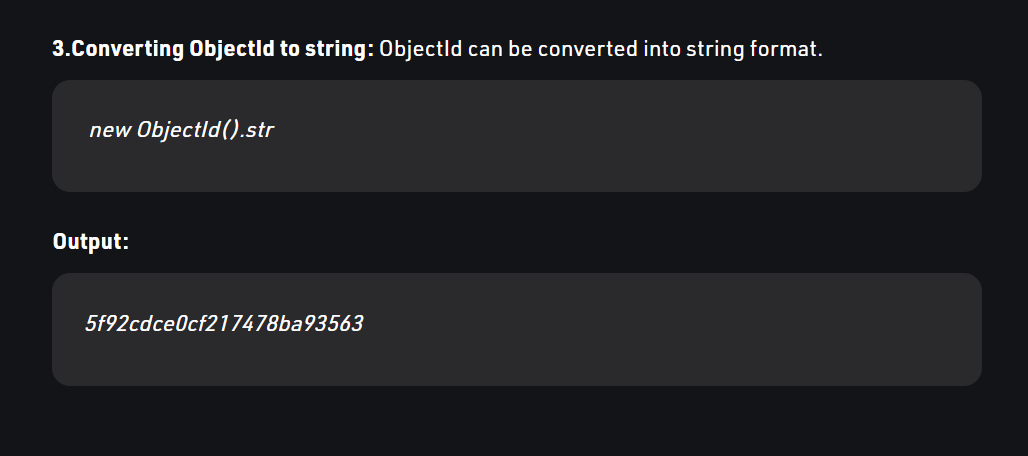 3.Converting ObjectId to string: ObjectId can be converted into string format.
new ObjectId().str
Output:
5f92cdce0cf217478ba93563